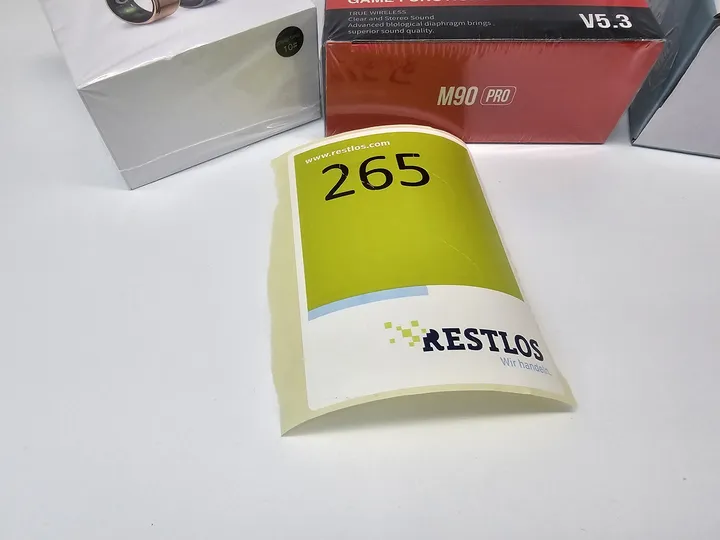 TRUE WIRELESS
Clear and Stereo Sound.
Advanced biological diaphragm brings
superior sound quality.
V5.3
M90 PRO
www.restlos.com
265
RESTLOS
Wir handeln.